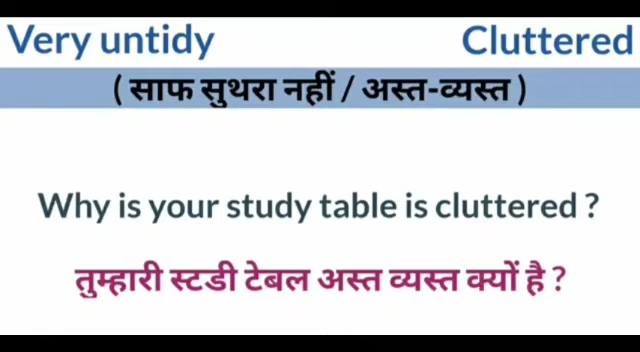 Very untidy Cluttered
( साफ सुथरा नहीं / अस्त-व्यस्त )
Why is your study table is cluttered ?
तुम्हारी स्टडी टेबल अस्त व्यस्त क्यों है ?